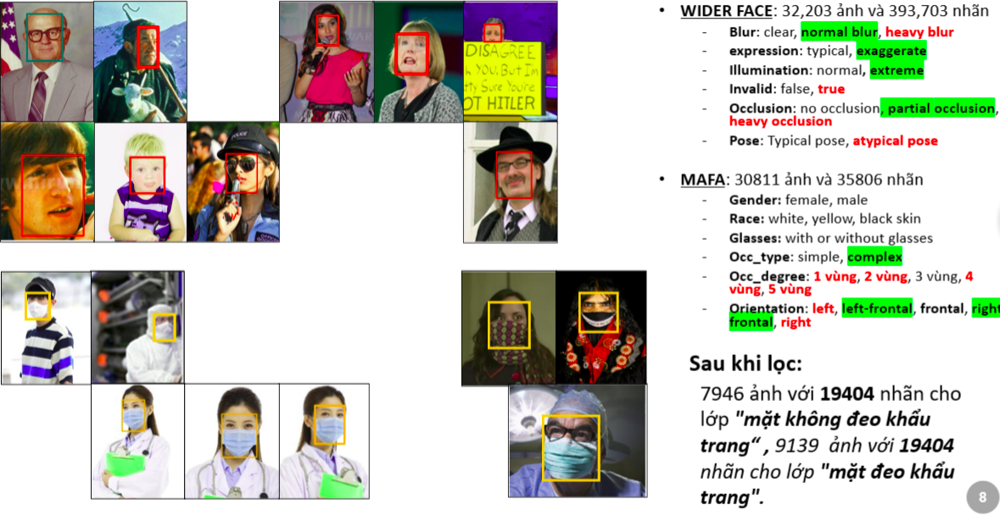 • WIDER FACE: 32,203 ảnh và 393,703 nhãn
- Blur: clear, normal blur, heavy blur
- expression: typical, exaggerate
- Illumination: normal, extreme
- Invalid: false, true
- Occlusion: no occlusion, partial occlusion,
heavy occlusion
- Pose: Typical pose, atypical pose
• MAFA: 30811 ảnh và 35806 nhãn
- Gender: female, male
- Race: white, yellow, black skin
- Glasses: with or without glasses
- Occ_type: simple, complex
- Occ_degree: 1 vùng, 2 vùng, 3 vùng, 4
vùng, 5 vùng
- Orientation: left, left-frontal, frontal, right
frontal, right
Sau khi lọc:
7946 ảnh với 19404 nhãn cho
lớp "mặt không đeo khẩu
trang“ , 9139 ảnh với 19404
nhãn cho lớp "mặt đeo khẩu
trang".
8
DISAGREE
YOU, BUT I'm
Sure You're
OT HITLER
POLICE